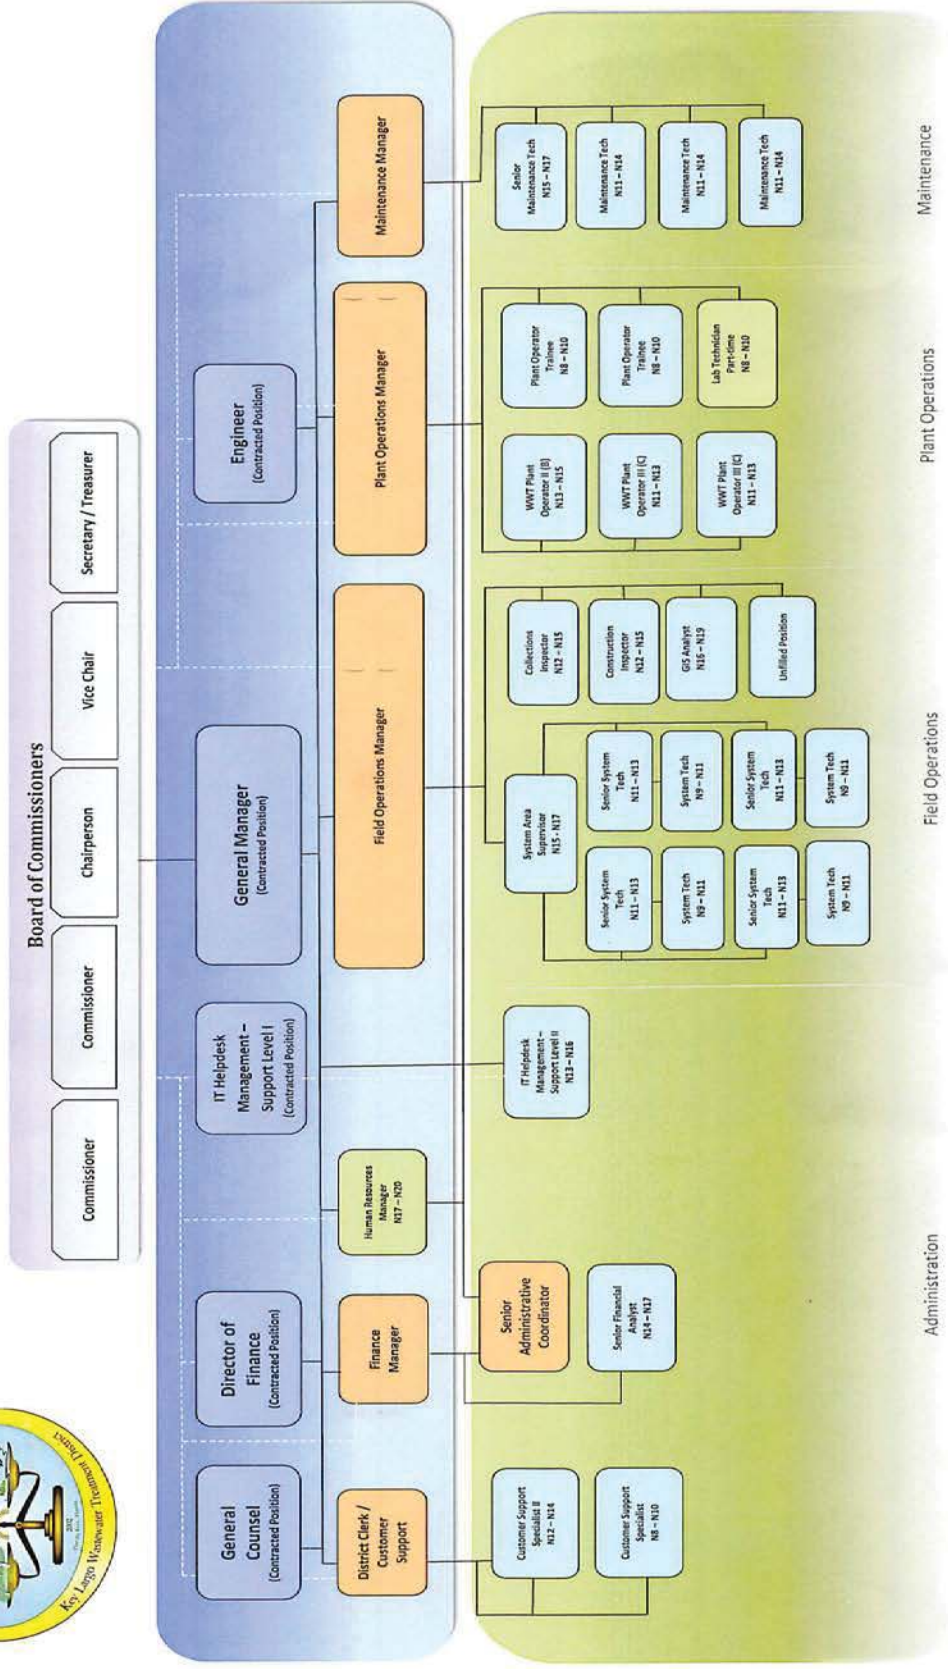 Board of Commissioners
Commissioner
Commissioner
Chairperson
Vice Chair
Secretary / Treasurer
General
Counsel
(Contracted Position)
Director of
Finance
(Contracted Position)
IT Helpdesk
Management –
Support Level I
(Contracted Position)
General Manager
(Contracted Position)
Engineer
(Contracted Position)
District Clerk /
Customer
Support
Finance
Manager
Human Resources
Manager
N17 – N20
Field Operations Manager
Plant Operations Manager
Maintenance Manager
Customer Support
Specialist II
N12 – N14
Customer Support
Specialist
N8 – N10
Senior
Administrative
Coordinator
Senior Financial
Analyst
N14 – N17
IT Helpdesk
Management –
Support Level II
N13 – N16
System Area
Supervisor
N15 - N17
Senior System
Tech
N11 – N13
System Tech
N9 – N11
Senior System
Tech
N11 – N13
System Tech
N9 – N11
Senior System
Tech
N11 – N13
System Tech
N9 – N11
Senior System
Tech
N11 – N13
System Tech
N9 – N11
Collections
Inspector
N12 – N15
Construction
Inspector
N12 – N15
GIS Analyst
N16 – N19
Unfilled Position
WWT Plant
Operator II (B)
N13 – N15
WWT Plant
Operator III (C)
N11 – N13
WWT Plant
Operator III (C)
N11 – N13
Plant Operator
Trainee
N8 – N10
Plant Operator
Trainee
N8 – N10
Lab Technician
Part-time
N8 – N10
Senior
Maintenance Tech
N15 – N17
Maintenance Tech
N11 – N14
Maintenance Tech
N11 – N14
Maintenance Tech
N11 – N14
Administration
Field Operations
Plant Operations
Maintenance
Key Largo Wastewater Treatment District
2002